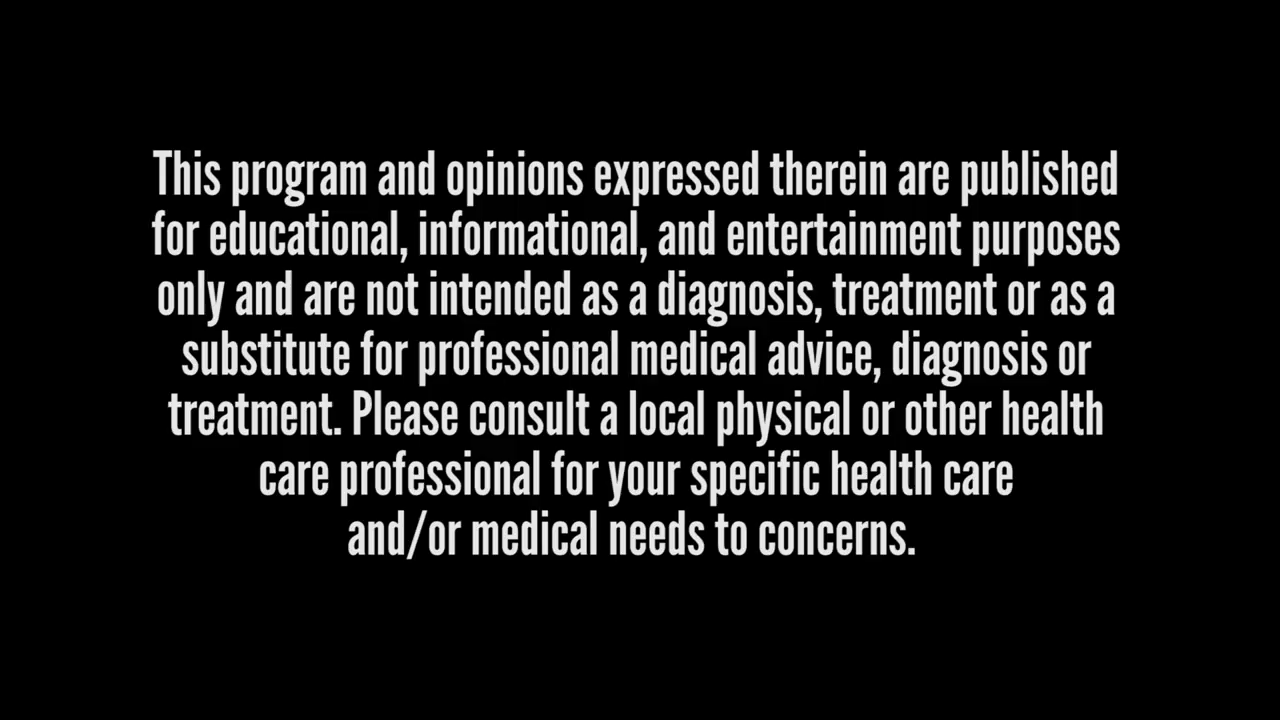 This program and opinions expressed therein are published
for educational, informational, and entertainment purposes
only and are not intended as a diagnosis, treatment or as a
substitute for professional medical advice, diagnosis or
treatment. Please consult a local physical or other health
care professional for your specific health care
and/or medical needs to concerns.